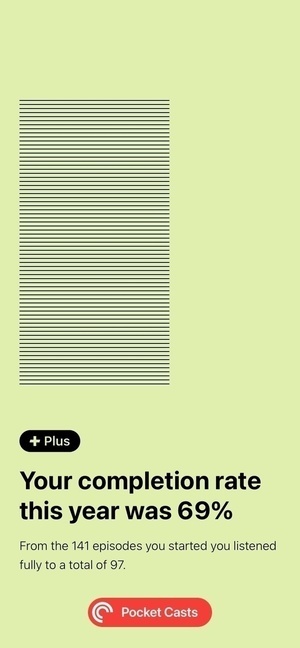 Plus
Your completion rate
this year was 69%
From the 141 episodes you started you listened
fully to a total of 97.
Pocket Casts